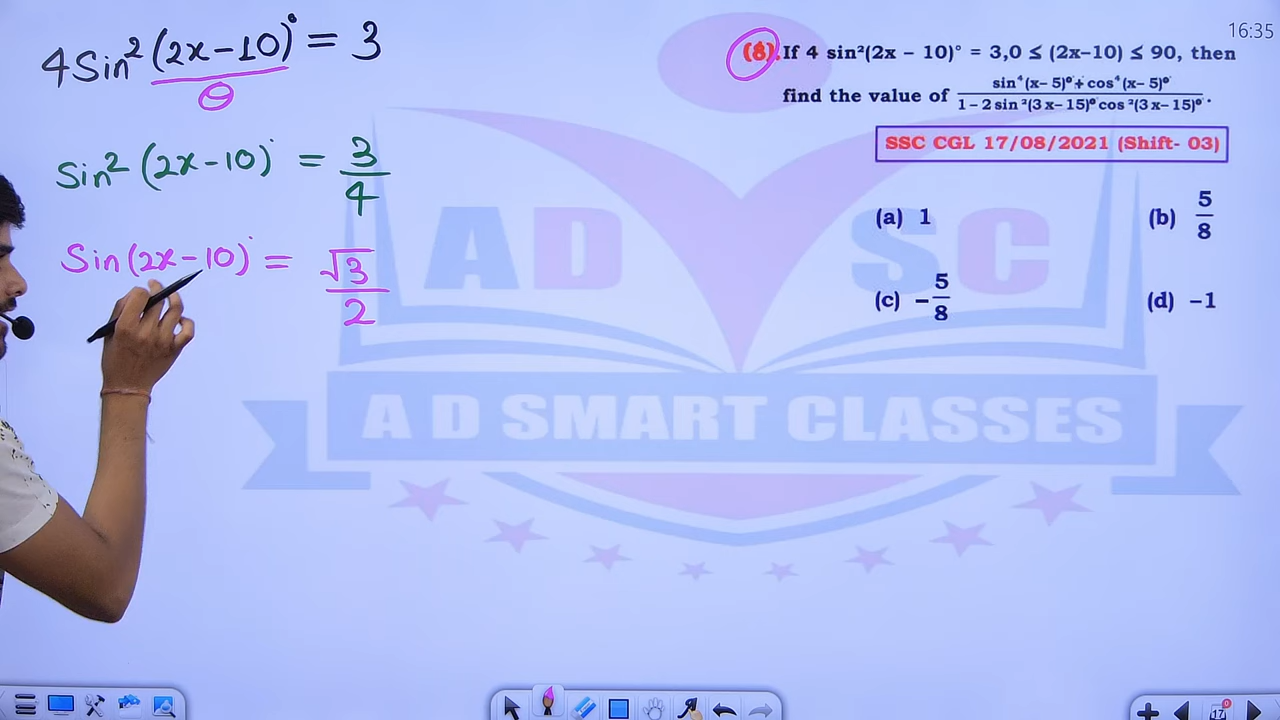 4Sin²(2x-10)° = 3
θ
Sin²(2x-10)° = 3/4
Sin(2x-10)° = √3/2
16:35
(8). If 4 sin²(2x – 10)° = 3,0 ≤ (2x–10) ≤ 90, then
find the value of (sin⁴(x– 5)°+ cos⁴(x– 5)°)/(1 – 2 sin²(3x– 15)° cos²(3x– 15)°).
SSC CGL 17/08/2021 (Shift- 03)
(a) 1
(b) 5/8
(c) –5/8
(d) –1
AD SC
A D SMART CLASSES
17